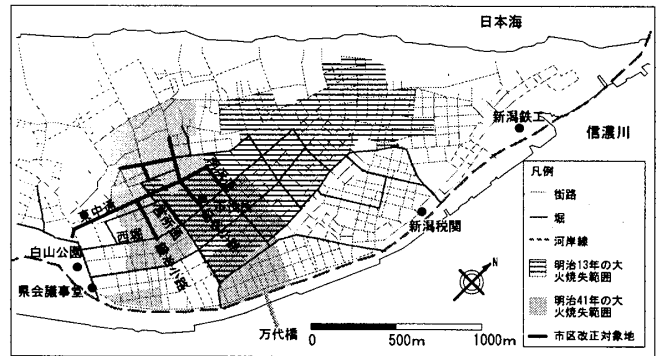 日本海
新潟鉄工
信濃川
凡例
街路
堀
河岸線
明治13年の大
火焼失範囲
明治41年の大
火焼失範囲
市区改正対象地
新潟税関
東中通
西堀
白山公園
県会議事堂
万代橋
N
0
500m
1000m